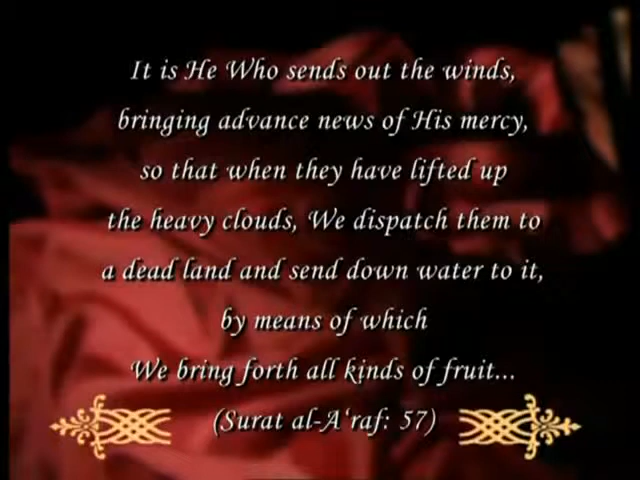 It is He Who sends out the winds,
bringing advance news of His mercy,
so that when they have lifted up
the heavy clouds, We dispatch them to
a dead land and send down water to it,
by means of which
We bring forth all kinds of fruit...
(Surat al-A‘raf: 57)